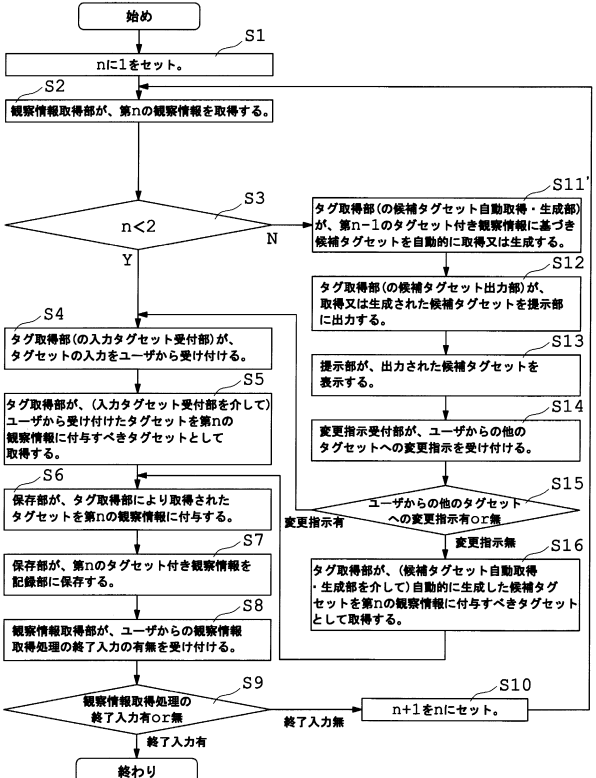 始め
S1
nに1をセット。
S2
観察情報取得部が、第nの観察情報を取得する。
S3
n<2
N
Y
S11'
タグ取得部(の候補タグセット自動取得・生成部)
が、第n-1のタグセット付き観察情報に基づき
候補タグセットを自動的に取得又は生成する。
S12
タグ取得部(の候補タグセット出力部)が、
取得又は生成された候補タグセットを提示部
に出力する。
S13
提示部が、出力された候補タグセットを
表示する。
S14
変更指示受付部が、ユーザからの他の
タグセットへの変更指示を受け付ける。
S15
ユーザからの他のタグセット
への変更指示有or無
変更指示有
変更指示無
S16
タグ取得部が、(候補タグセット自動取得
・生成部を介して)自動的に生成した候補タグ
セットを第nの観察情報に付与すべきタグセット
として取得する。
S4
タグ取得部(の入力タグセット受付部)が、
タグセットの入力をユーザから受け付ける。
S5
タグ取得部が、(入力タグセット受付部を介して)
ユーザから受け付けたタグセットを第nの
観察情報に付与すべきタグセットとして
取得する。
S6
保存部が、タグ取得部により取得された
タグセットを第nの観察情報に付与する。
S7
保存部が、第nのタグセット付き観察情報を
記録部に保存する。
S8
観察情報取得部が、ユーザからの観察情報
取得処理の終了入力の有無を受け付ける。
S9
観察情報取得処理の
終了入力有or無
終了入力無
終了入力有
S10
n+1をnにセット。
終わり